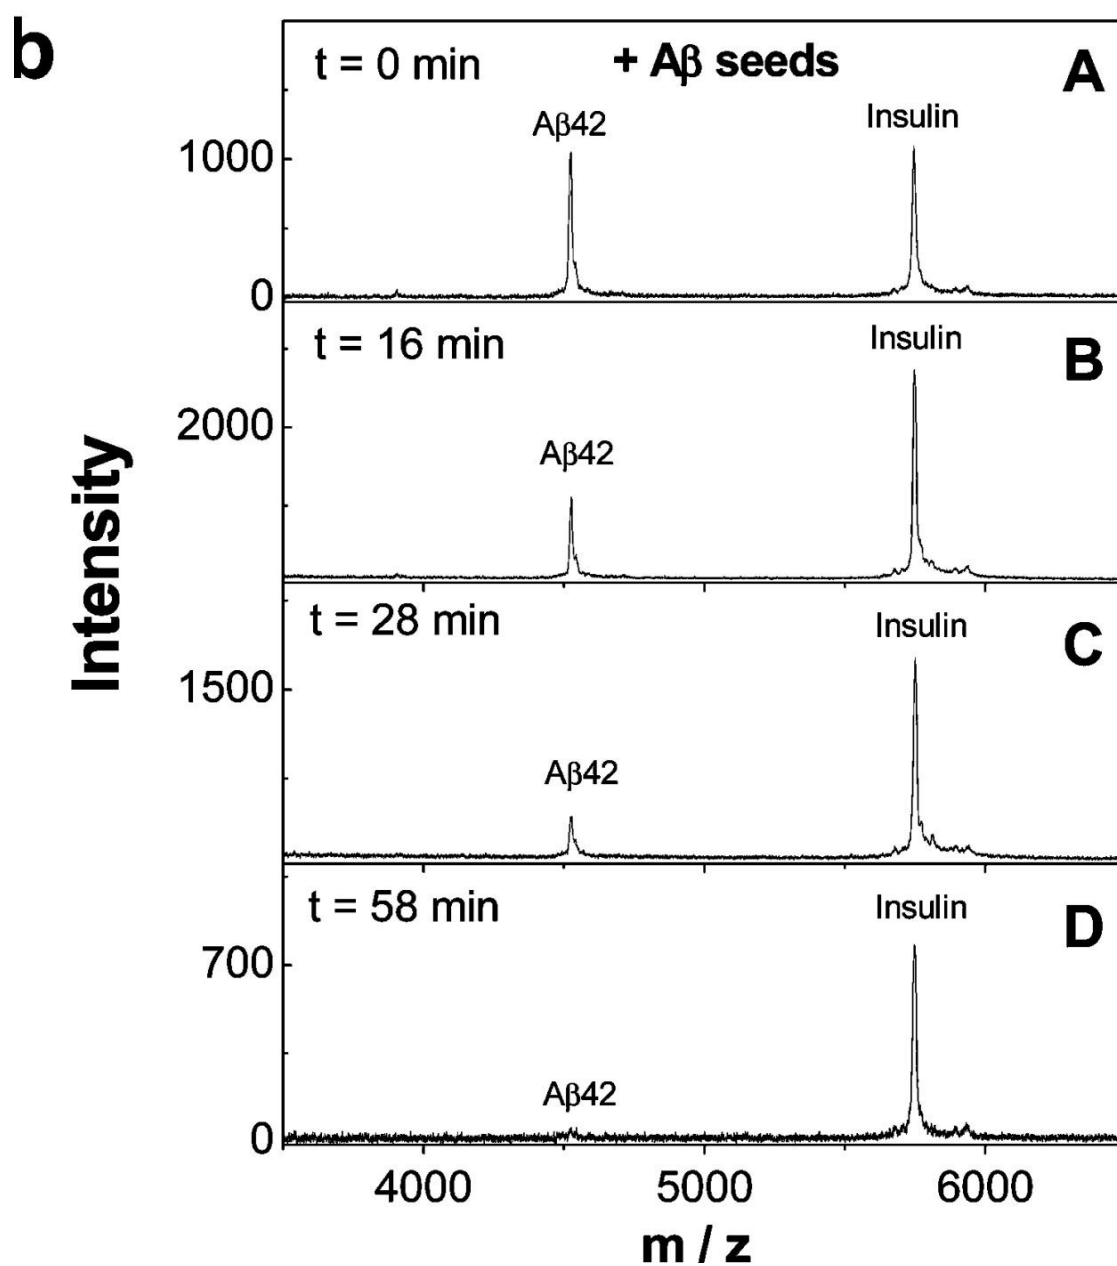 b
t = 0 min + Aβ seeds A
Aβ42 Insulin
1000
0
t = 16 min Insulin B
2000
Aβ42
t = 28 min Insulin C
1500
Aβ42
t = 58 min Insulin D
700
Aβ42
0
4000 5000 6000
m / z
Intensity